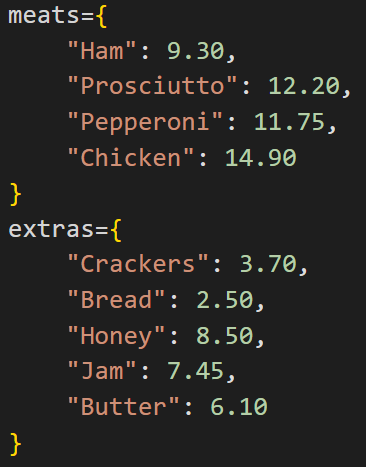 meats={
    "Ham": 9.30,
    "Prosciutto": 12.20,
    "Pepperoni": 11.75,
    "Chicken": 14.90
}
extras={
    "Crackers": 3.70,
    "Bread": 2.50,
    "Honey": 8.50,
    "Jam": 7.45,
    "Butter": 6.10
}